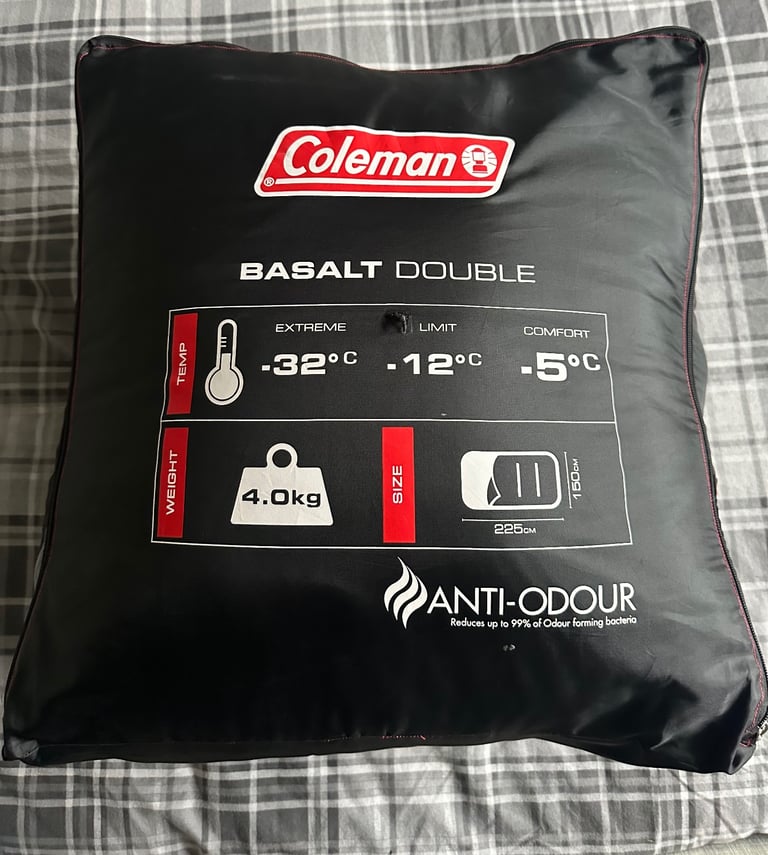 Coleman
®
BASALT DOUBLE
TEMP
EXTREME LIMIT COMFORT
-32°C -12°C -5°C
WEIGHT
4.0kg
SIZE
150CM
225CM
ANTI-ODOUR
Reduces up to 99% of Odour forming bacteria